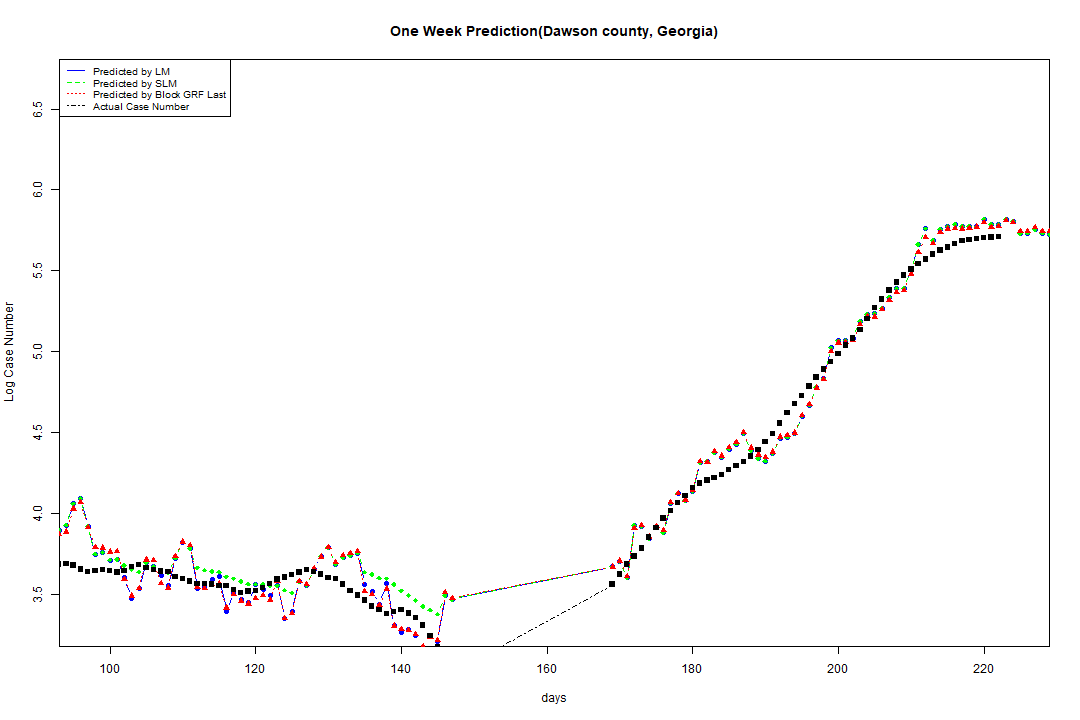 One Week Prediction(Dawson county, Georgia)
Predicted by LM
Predicted by SLM
Predicted by Block GRF Last
Actual Case Number
6.5
6.0
5.5
5.0
4.5
4.0
3.5
Log Case Number
100 120 140 160 180 200 220
days